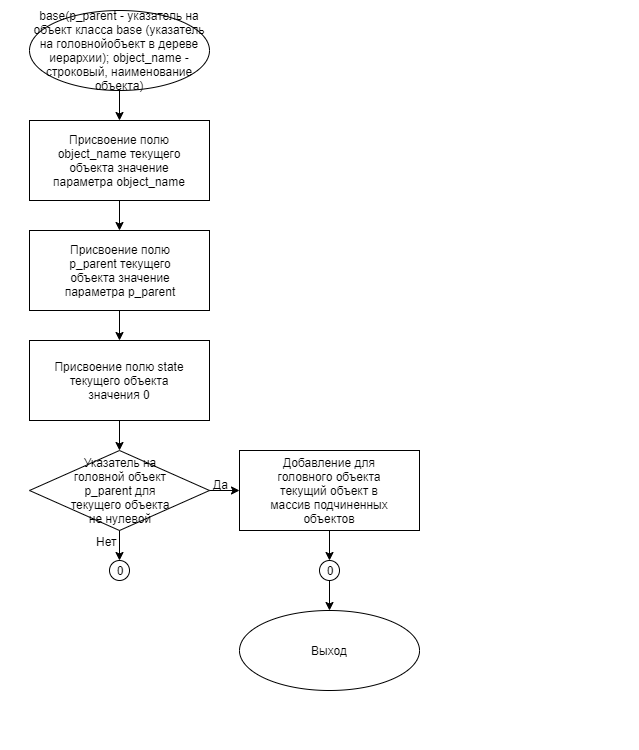 base(p_parent - указатель на
объект класса base (указатель
на головнойобъект в дереве
иерархии); object_name -
строковый, наименование
объекта)
Присвоение полю
object_name текущего
объекта значение
параметра object_name
Присвоение полю
p_parent текущего
объекта значение
параметра p_parent
Присвоение полю state
текущего объекта
значения 0
Указатель на
головной объект
p_parent для
текущего объекта
не нулевой
Да
Добавление для
головного объекта
текущий объект в
массив подчиненных
объектов
Нет
0
0
Выход